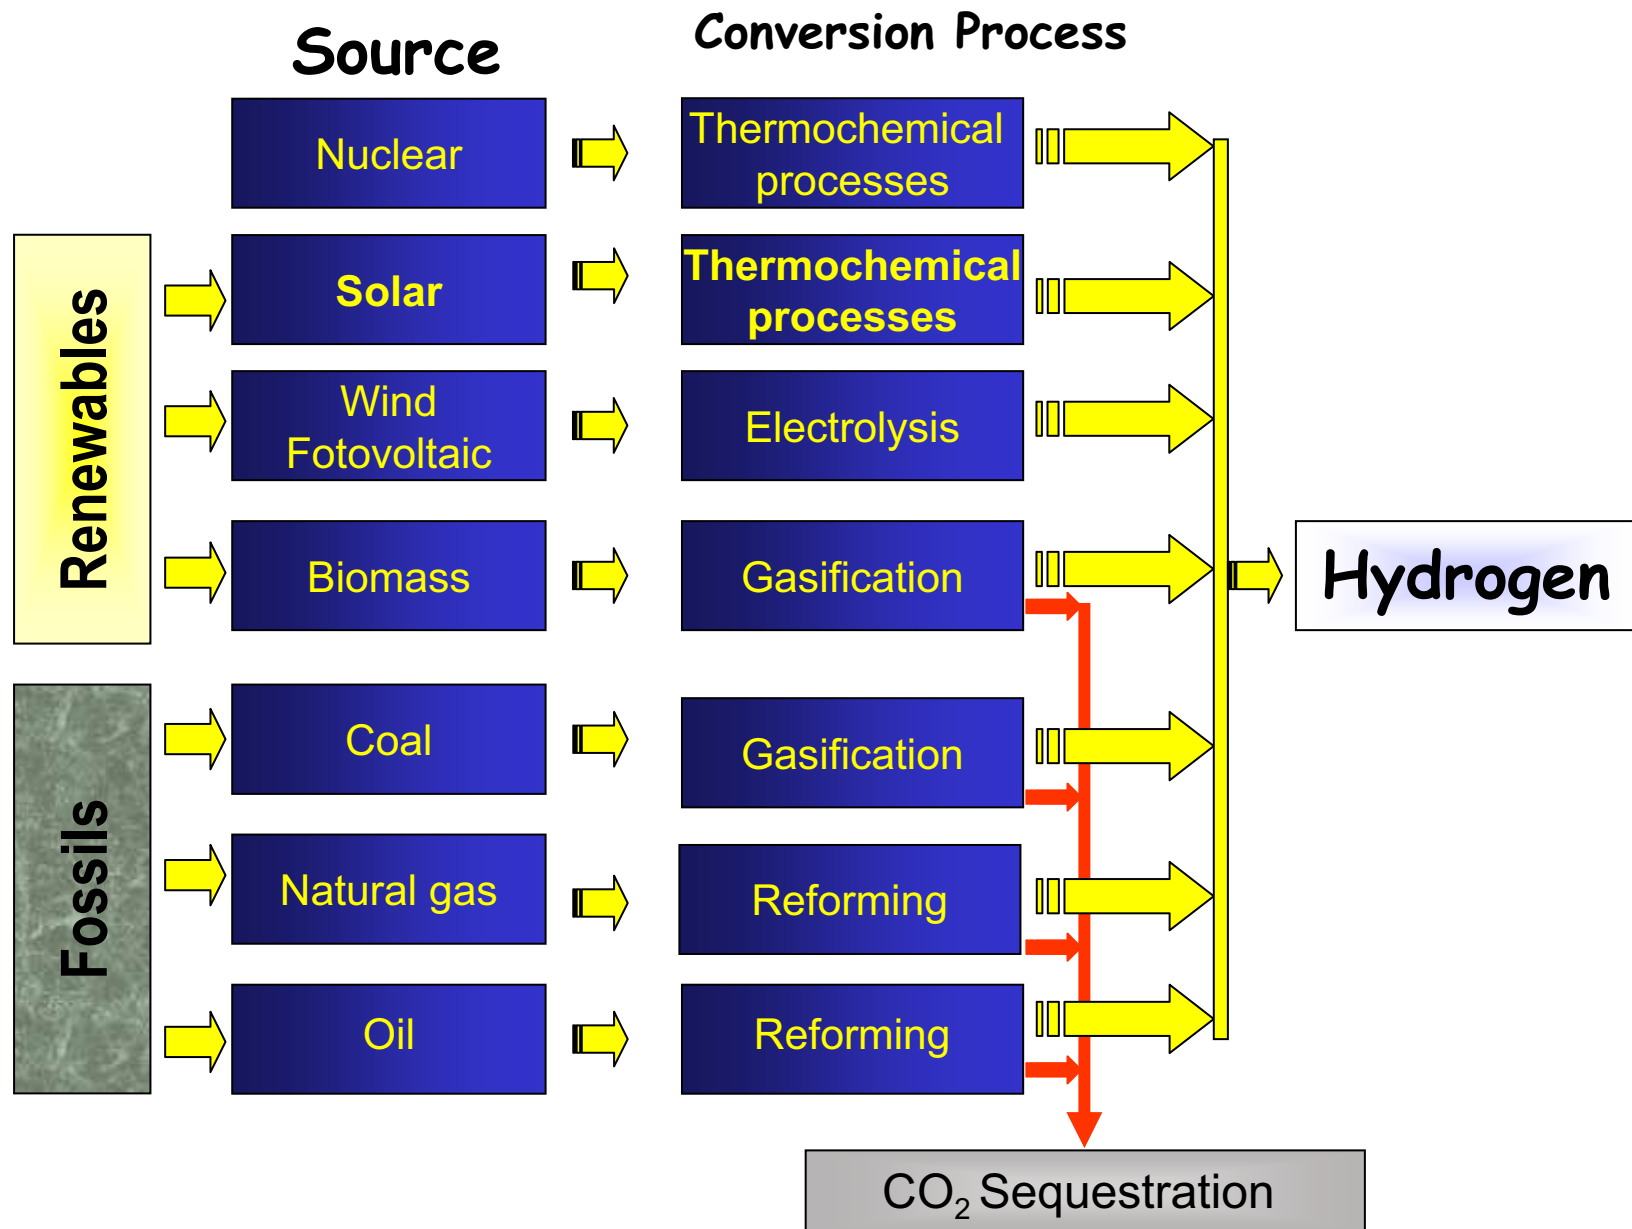 Source
Conversion Process
Nuclear
Thermochemical
processes
Renewables
Solar
Thermochemical
processes
Wind
Fotovoltaic
Electrolysis
Biomass
Gasification
Hydrogen
Fossils
Coal
Gasification
Natural gas
Reforming
Oil
Reforming
CO₂ Sequestration